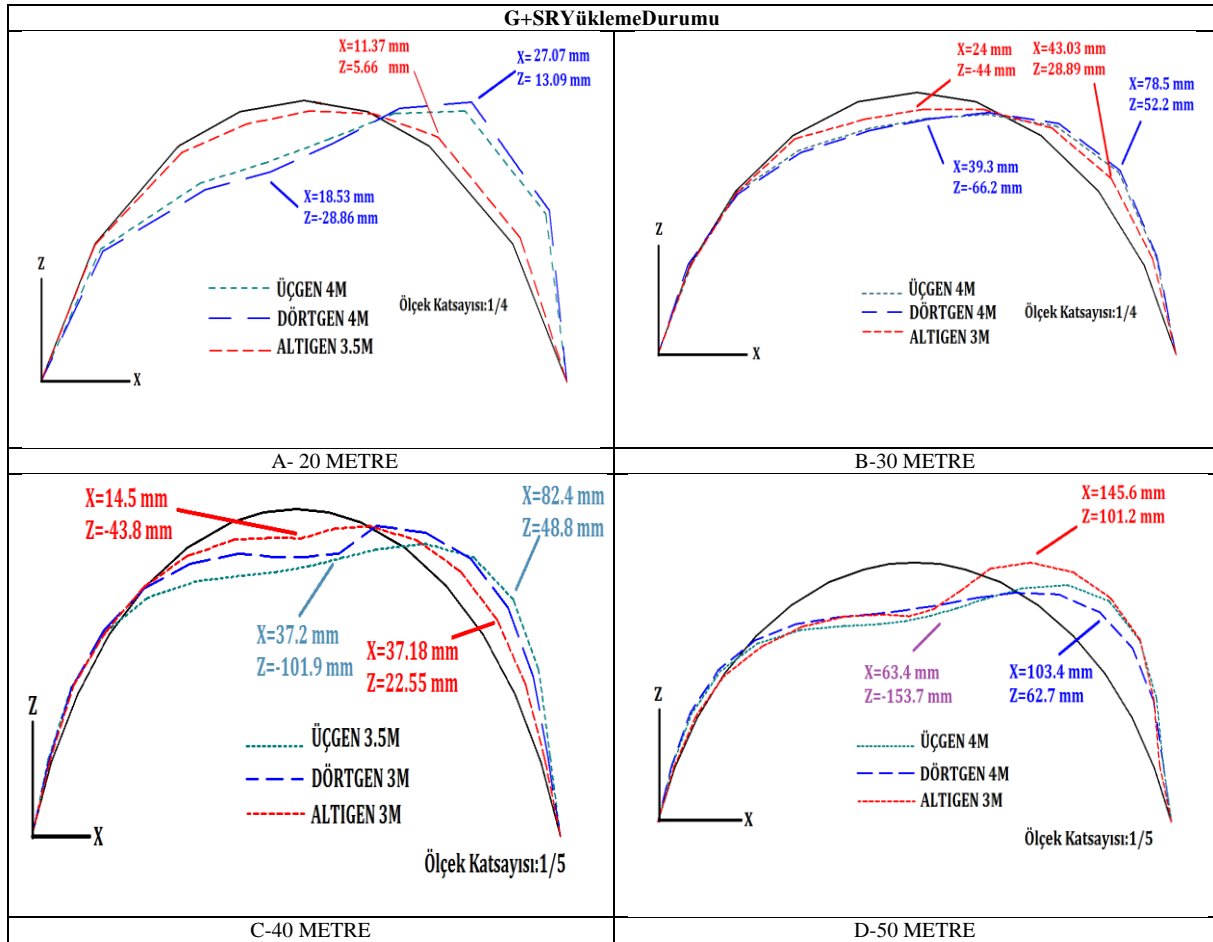 G+SRYüklemeDurumu
X=11.37 mm
Z=5.66 mm
X= 27.07 mm
Z= 13.09 mm
X=18.53 mm
Z=-28.86 mm
Z
X
ÜÇGEN 4M
DÖRTGEN 4M
ALTIGEN 3.5M
Ölçek Katsayısı:1/4
A- 20 METRE
X=24 mm
Z=-44 mm
X=43.03 mm
Z=28.89 mm
X=78.5 mm
Z=52.2 mm
X=39.3 mm
Z=-66.2 mm
Z
X
ÜÇGEN 4M
DÖRTGEN 4M
ALTIGEN 3M
Ölçek Katsayısı:1/4
B-30 METRE
X=14.5 mm
Z=-43.8 mm
X=82.4 mm
Z=48.8 mm
X=37.2 mm
Z=-101.9 mm
X=37.18 mm
Z=22.55 mm
Z
X
ÜÇGEN 3.5M
DÖRTGEN 3M
ALTIGEN 3M
Ölçek Katsayısı:1/5
C-40 METRE
X=145.6 mm
Z=101.2 mm
X=63.4 mm
Z=-153.7 mm
X=103.4 mm
Z=62.7 mm
Z
X
ÜÇGEN 4M
DÖRTGEN 4M
ALTIGEN 3M
Ölçek Katsayısı:1/5
D-50 METRE